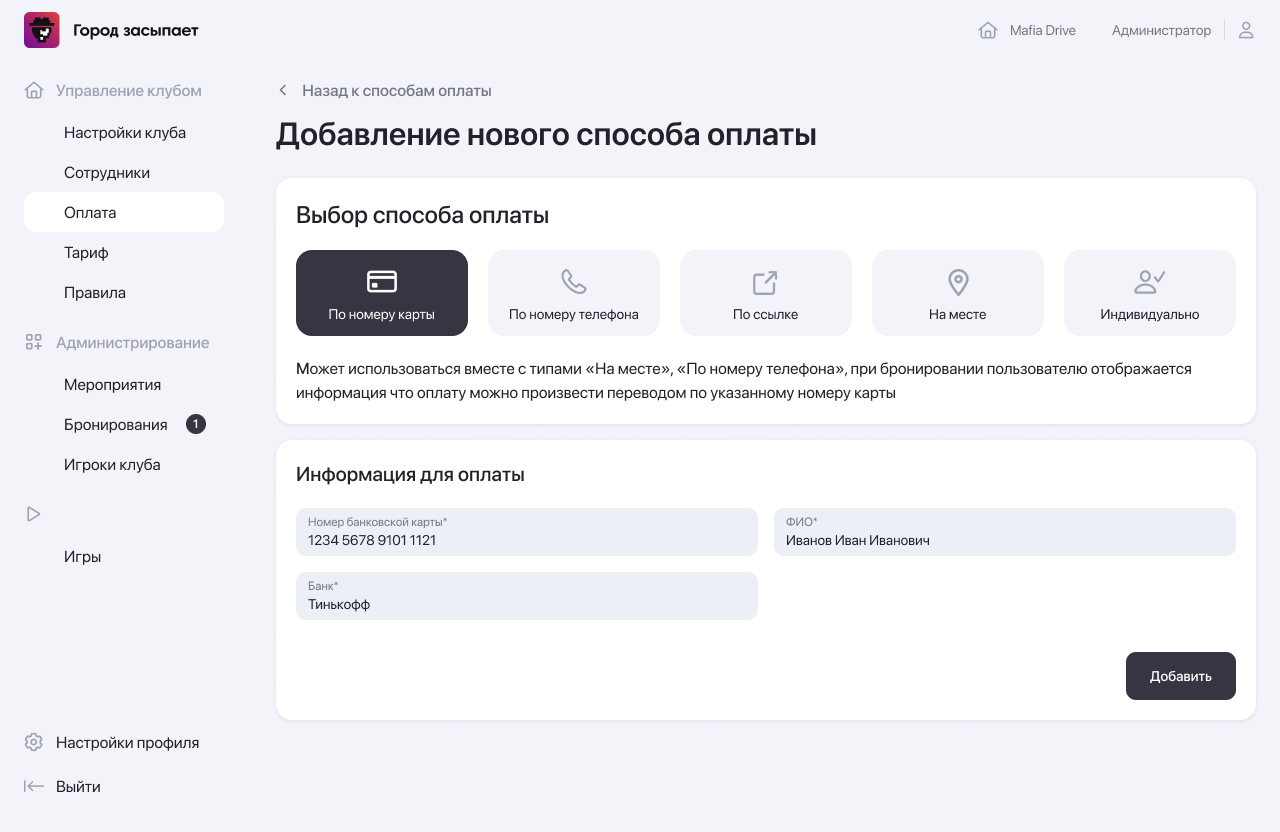 Город засыпает
Mafia Drive
Администратор
Управление клубом
Настройки клуба
Сотрудники
Оплата
Тариф
Правила
Администрирование
Мероприятия
Бронирования 1
Игроки клуба
Игры
Настройки профиля
Выйти
Назад к способам оплаты
Добавление нового способа оплаты
Выбор способа оплаты
По номеру карты
По номеру телефона
По ссылке
На месте
Индивидуально
Может использоваться вместе с типами «На месте», «По номеру телефона», при бронировании пользователю отображается
информация что оплату можно произвести переводом по указанному номеру карты
Информация для оплаты
Номер банковской карты*
1234 5678 9101 1121
ФИО*
Иванов Иван Иванович
Банк*
Тинькофф
Добавить